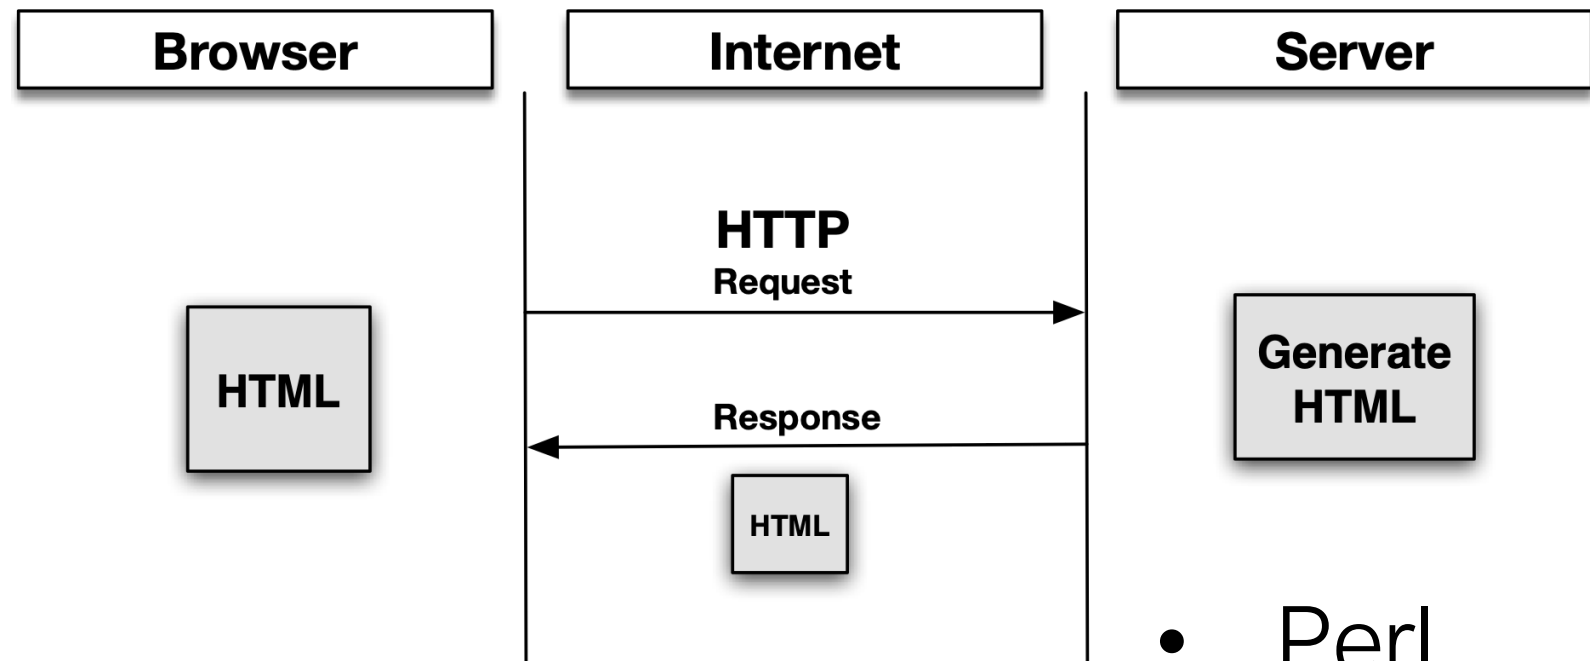 Browser
Internet
Server
HTTP
Request
HTML
Generate
HTML
Response
HTML
• Perl